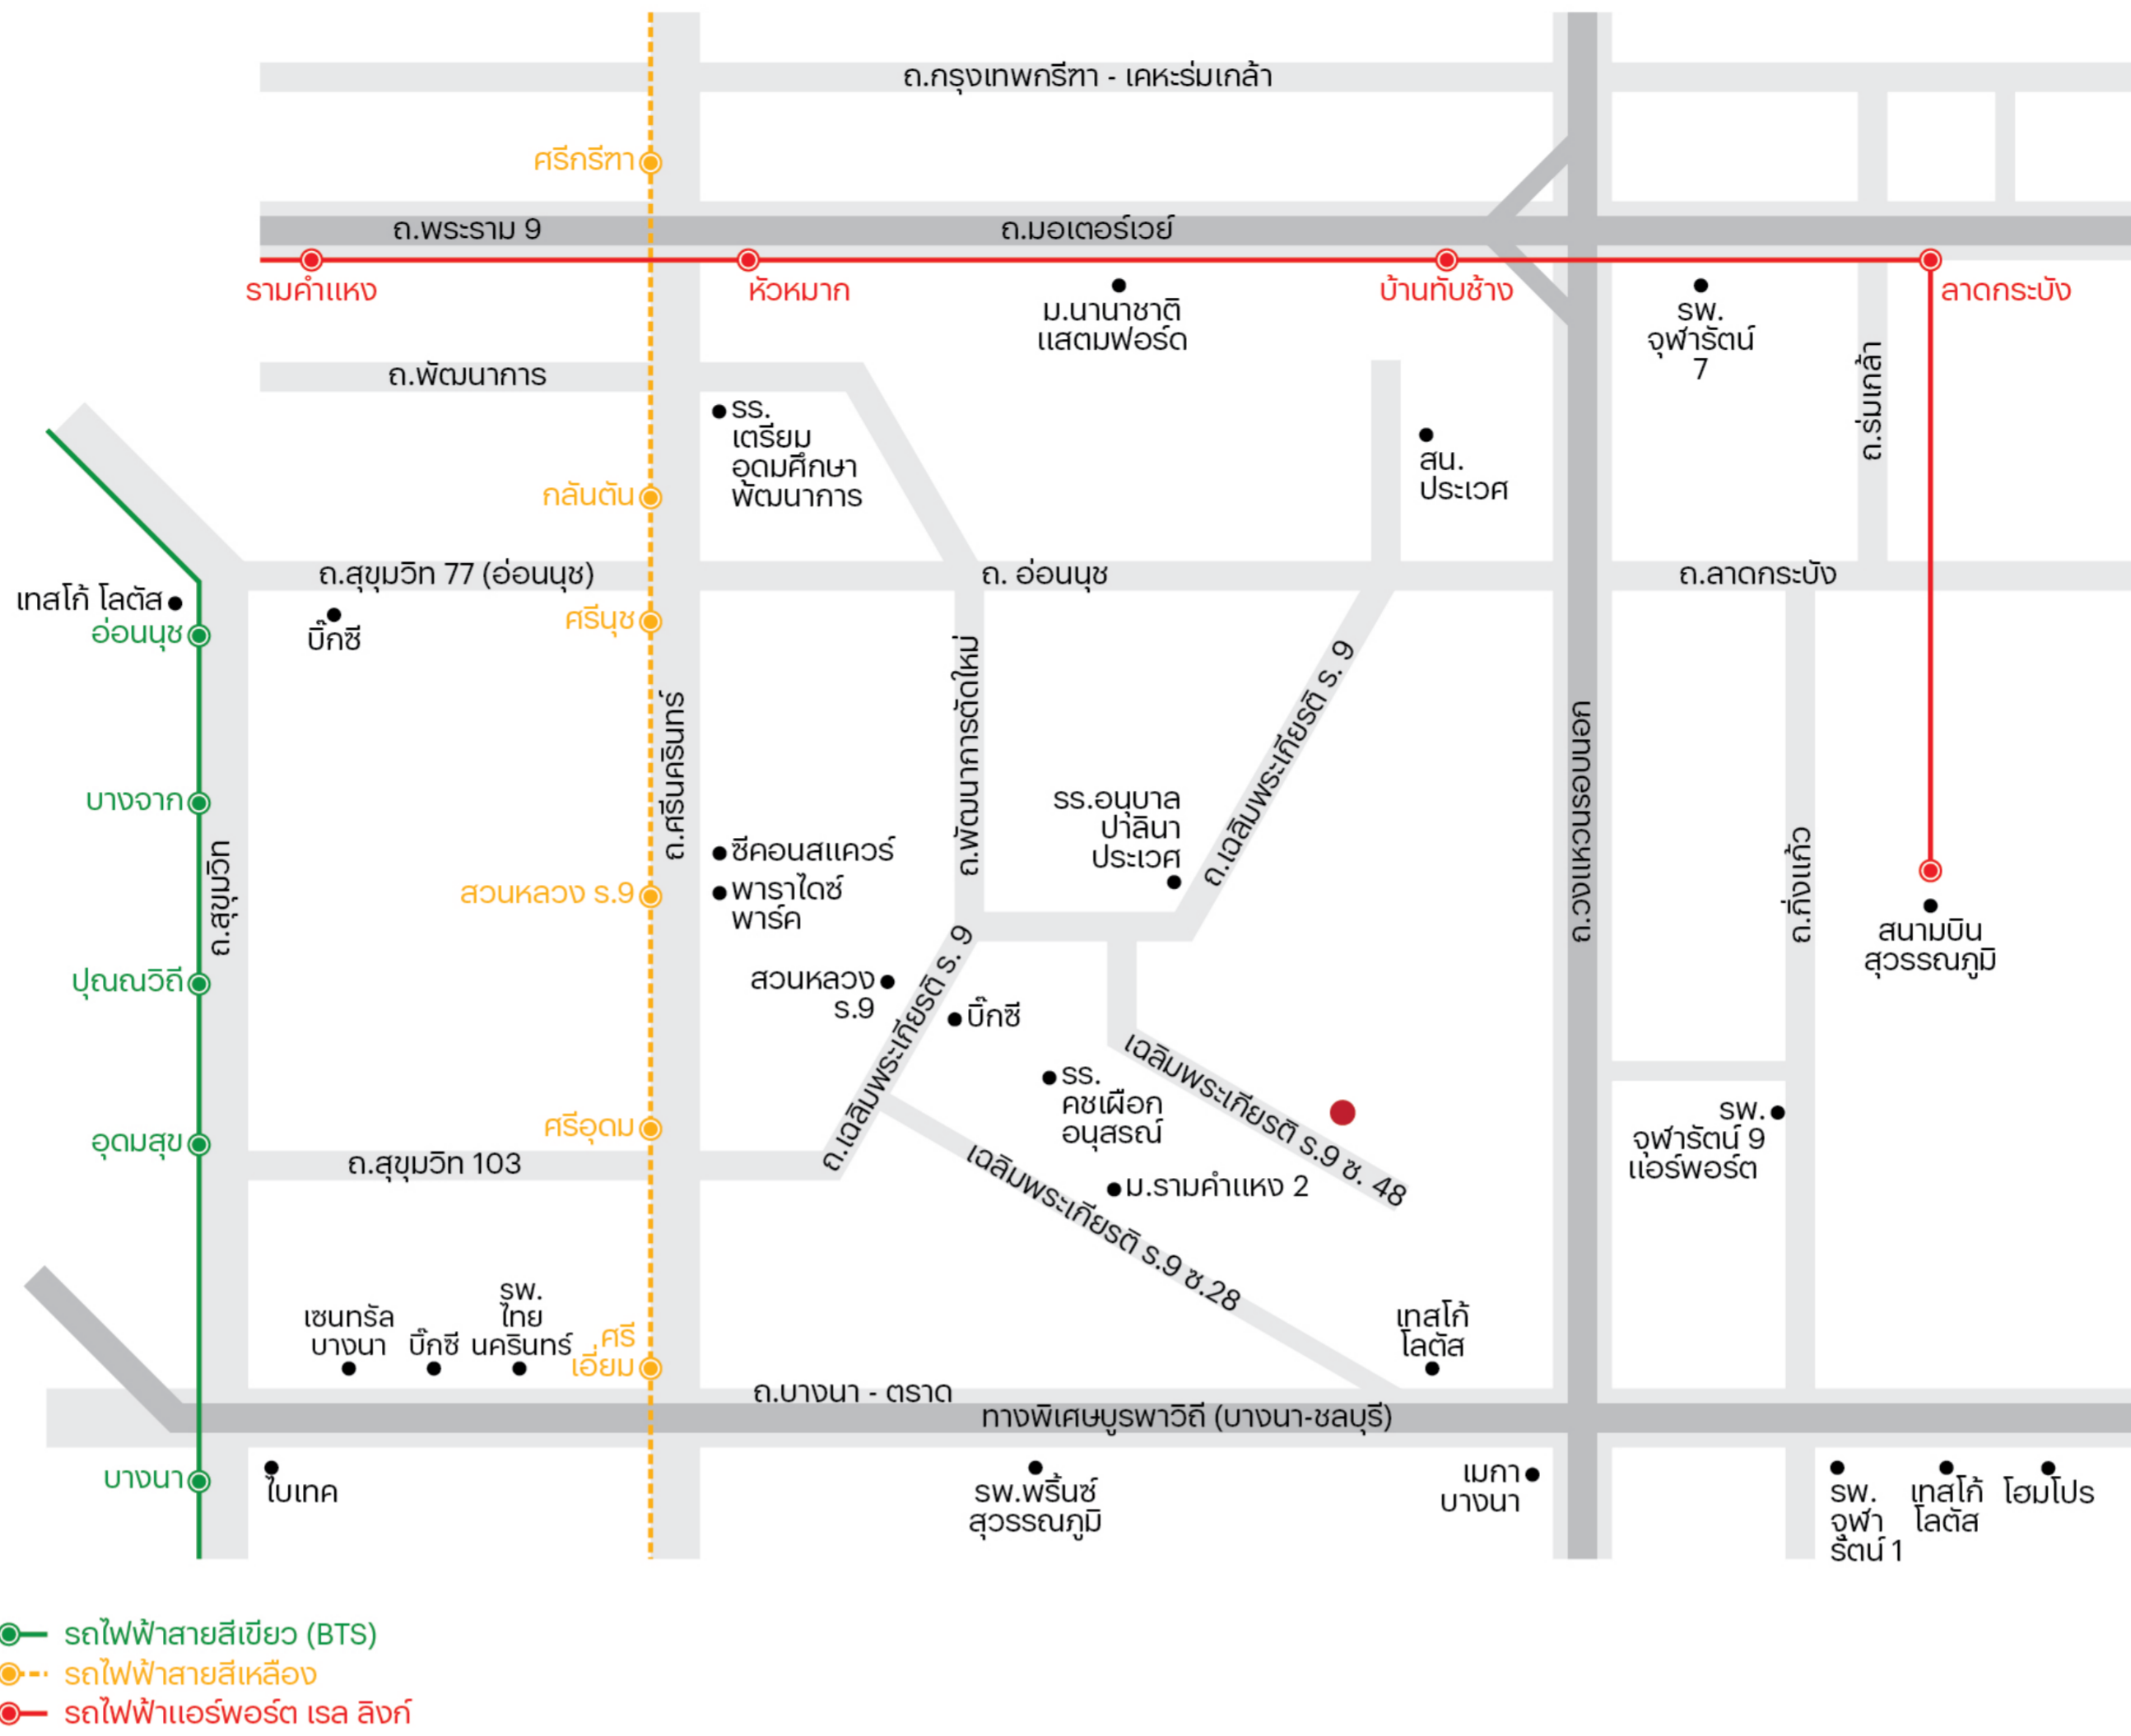 ถ.กรุงเทพกรีฑา - เคหะร่มเกล้า
ศรีกรีฑา
ถ.พระราม 9
ถ.มอเตอร์เวย์
รามคำแหง
หัวหมาก
บ้านทับช้าง
ลาดกระบัง
ม.นานาชาติ
แสตมฟอร์ด
รพ.
จุฬารัตน์
7
ถ.พัฒนาการ
รร.
เตรียม
อุดมศึกษา
พัฒนาการ
สน.
ประเวศ
ถ.ร่มเกล้า
กลันตัน
ถ.สุขุมวิท 77 (อ่อนนุช)
ถ. อ่อนนุช
ถ.ลาดกระบัง
เทสโก้ โลตัส
อ่อนนุช
บิ๊กซี
ศรีนุช
ถ.ศรีนครินทร์
ถ.พัฒนาการตัดใหม่
ถ.เฉลิมพระเกียรติ ร. 9
ถ.วงแหวนรอบนอก
บางจาก
รร.อนุบาล
ปาลินา
ประเวศ
ซีคอนสแควร์
พาราไดซ์
พาร์ค
สวนหลวง ร.9
ถ.สุขุมวิท
ถ.กิ่งแก้ว
สนามบิน
สุวรรณภูมิ
ปุณณวิถี
สวนหลวง
ร.9
ถ.เฉลิมพระเกียรติ ร. 9
บิ๊กซี
เฉลิมพระเกียรติ ร.9 ซ. 48
รร.
คชเผือก
อนุสรณ์
รพ.
จุฬารัตน์ 9
แอร์พอร์ต
ศรีอุดม
อุดมสุข
ถ.สุขุมวิท 103
ม.รามคำแหง 2
เฉลิมพระเกียรติ ร.9 ซ.28
เซนทรัล
บางนา
บิ๊กซี
รพ.
ไทย
นครินทร์
ศรี
เอี่ยม
เทสโก้
โลตัส
ถ.บางนา - ตราด
ทางพิเศษบูรพาวิถี (บางนา-ชลบุรี)
บางนา
ไบเทค
รพ.พริ้นซ์
สุวรรณภูมิ
เมกา
บางนา
รพ.
จุฬา
รัตน์ 1
เทสโก้
โลตัส
โฮมโปร
รถไฟฟ้าสายสีเขียว (BTS)
รถไฟฟ้าสายสีเหลือง
รถไฟฟ้าแอร์พอร์ต เรล ลิงก์